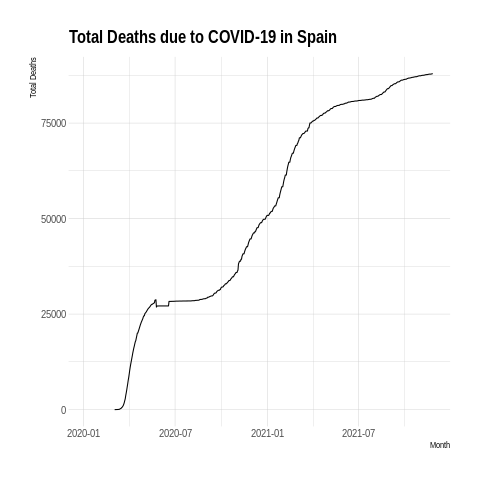 Total Deaths due to COVID-19 in Spain
Total Deaths
75000
50000
25000
0
2020-01 2020-07 2021-01 2021-07
Month